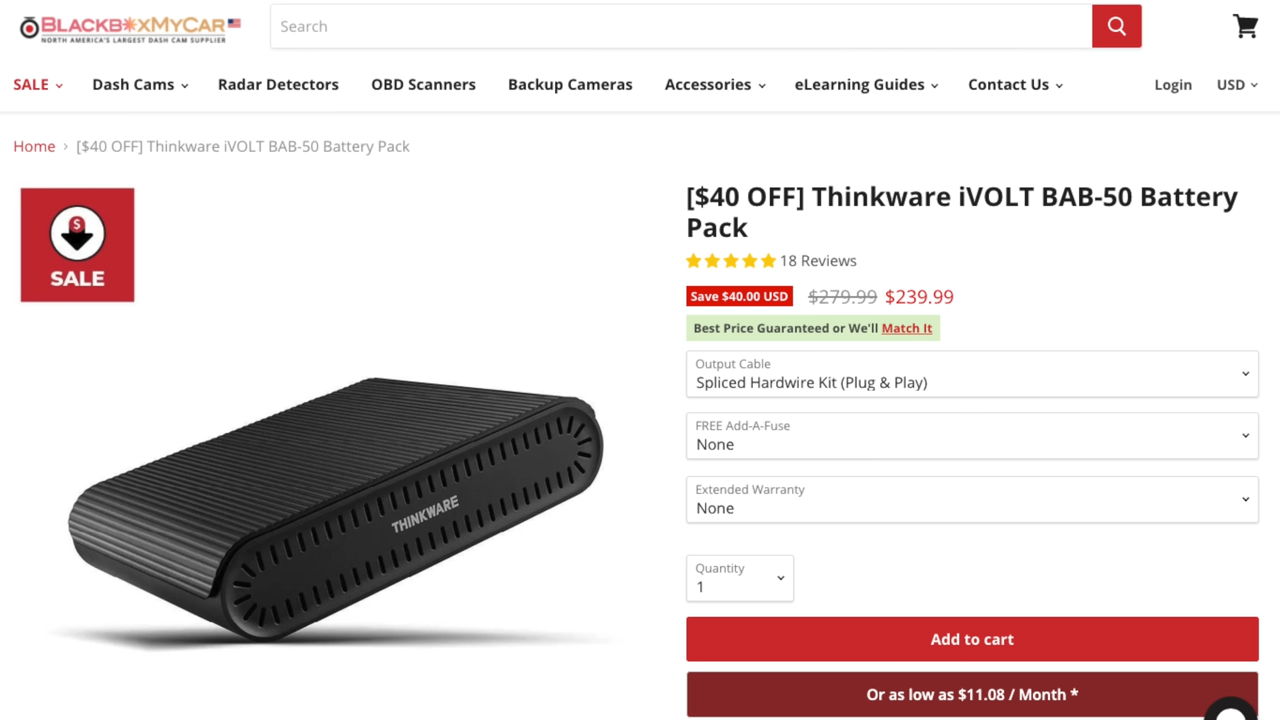 BLACKBOXMYCAR
NORTH AMERICA'S LARGEST DASH CAM SUPPLIER
Search
SALE
Dash Cams
Radar Detectors
OBD Scanners
Backup Cameras
Accessories
eLearning Guides
Contact Us
Login
USD
Home › [$40 OFF] Thinkware iVOLT BAB-50 Battery Pack
$
SALE
THINKWARE
[$40 OFF] Thinkware iVOLT BAB-50 Battery
Pack
18 Reviews
Save $40.00 USD $279.99 $239.99
Best Price Guaranteed or We'll Match It
Output Cable
Spliced Hardwire Kit (Plug & Play)
FREE Add-A-Fuse
None
Extended Warranty
None
Quantity
1
Add to cart
Or as low as $11.08 / Month *